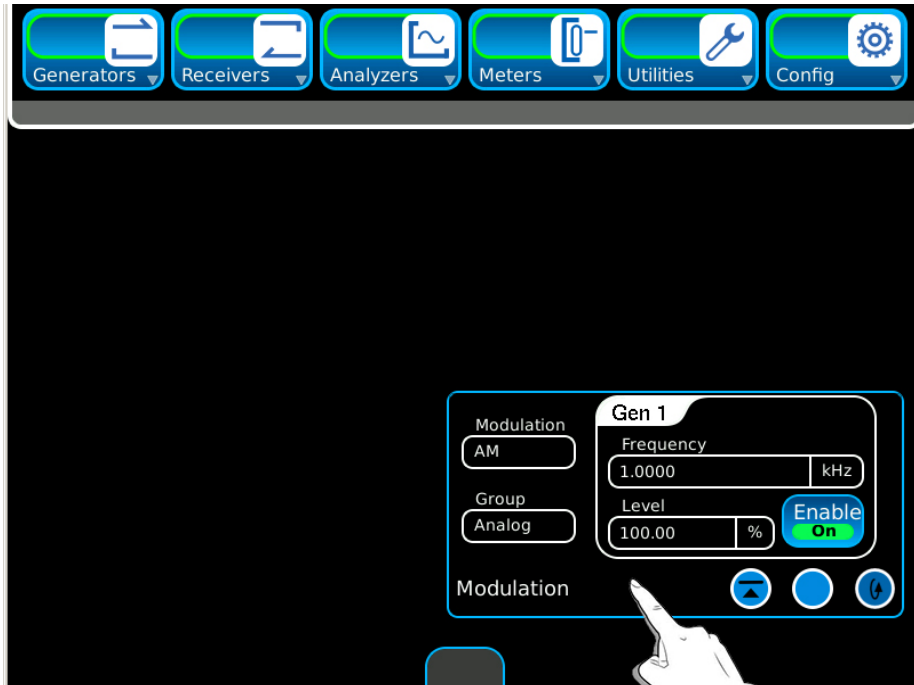 Generators Receivers Analyzers Meters Utilities Config
Gen 1
Modulation
AM
Frequency
1.0000 kHz
Group
Analog
Level
100.00 %
Enable
On
Modulation